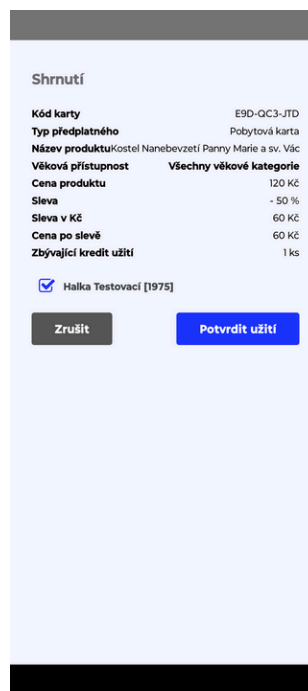 Shrnutí
Kód karty E9D-QC3-JTD
Typ předplatného Pobytová karta
Název produktu Kostel Nanebevzetí Panny Marie a sv. Vác
Věková přístupnost Všechny věkové kategorie
Cena produktu 120 Kč
Sleva - 50 %
Sleva v Kč 60 Kč
Cena po slevě 60 Kč
Zbývající kredit užití 1 ks
Halka Testovací [1975]
Zrušit Potvrdit užití